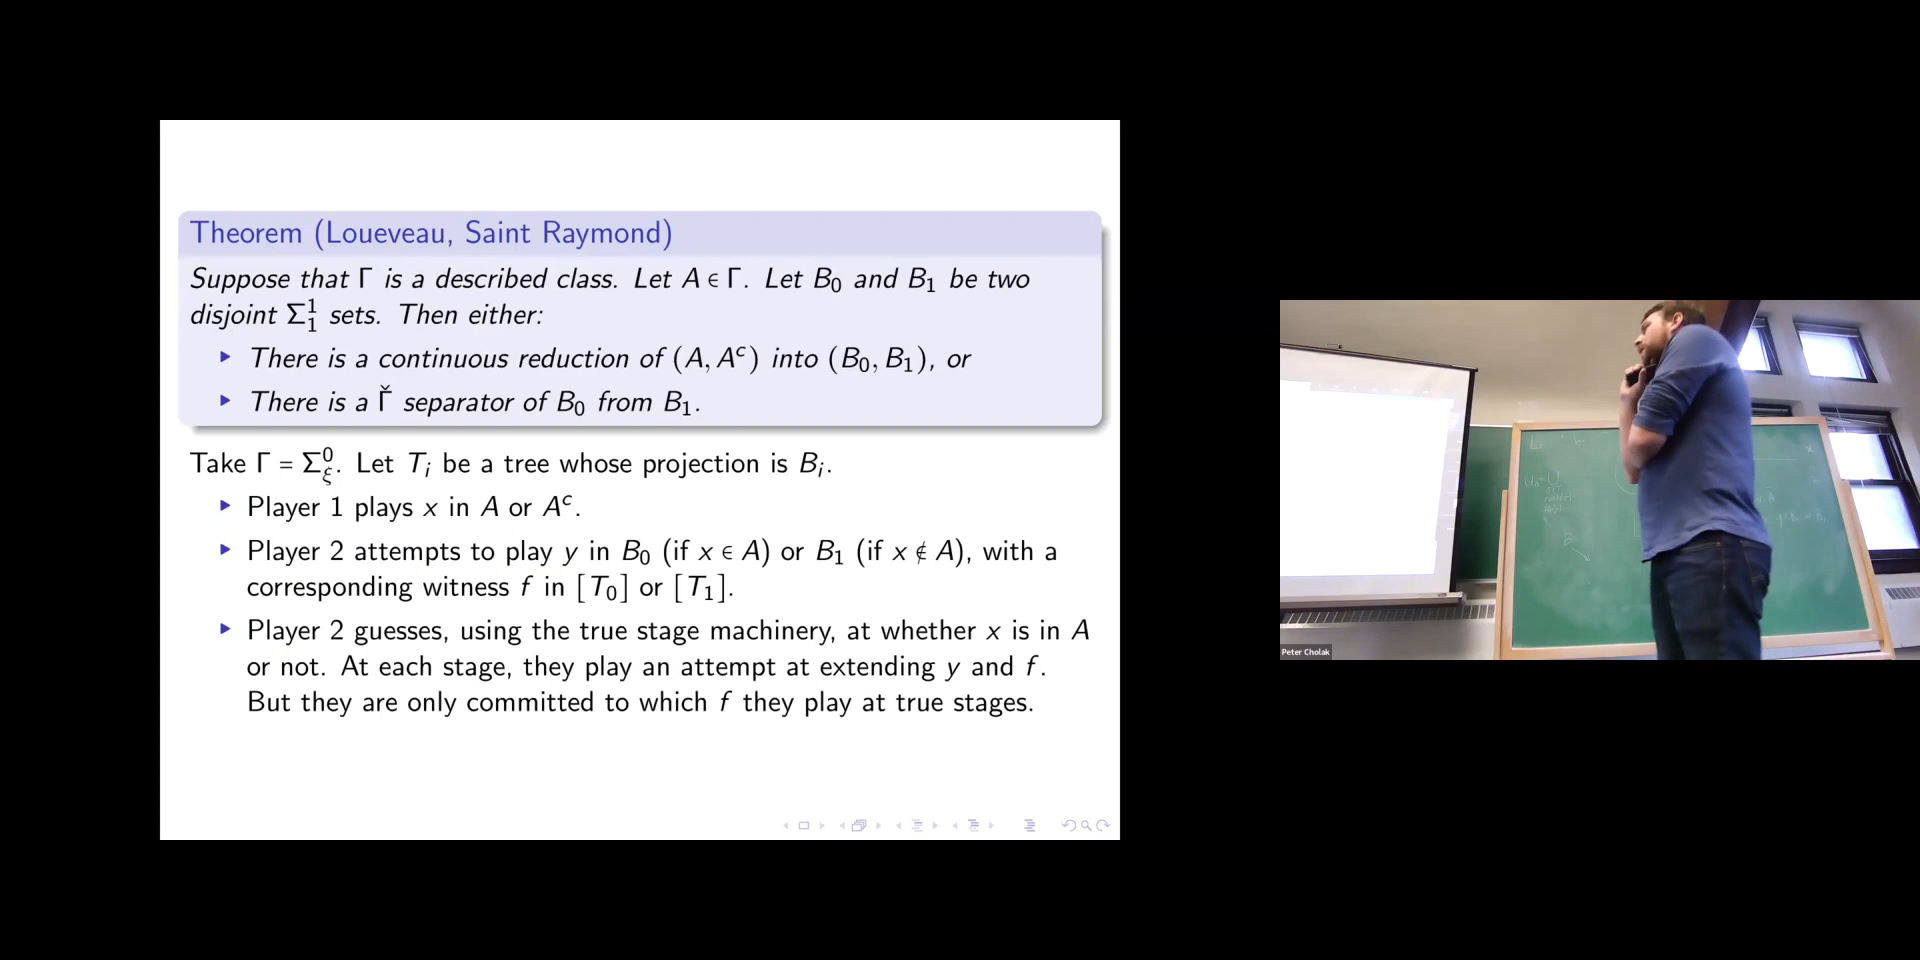 Theorem (Loueveau, Saint Raymond)
Suppose that Γ is a described class. Let A ∈ Γ. Let B₀ and B₁ be two
disjoint Σ¹₁ sets. Then either:
▸ There is a continuous reduction of (A, Aᶜ) into (B₀, B₁), or
▸ There is a Γ̌ separator of B₀ from B₁.
Take Γ = Σ⁰_ξ. Let Tᵢ be a tree whose projection is Bᵢ.
▸ Player 1 plays x in A or Aᶜ.
▸ Player 2 attempts to play y in B₀ (if x ∈ A) or B₁ (if x ∉ A), with a
corresponding witness f in [T₀] or [T₁].
▸ Player 2 guesses, using the true stage machinery, at whether x is in A
or not. At each stage, they play an attempt at extending y and f.
But they are only committed to which f they play at true stages.
Peter Cholak